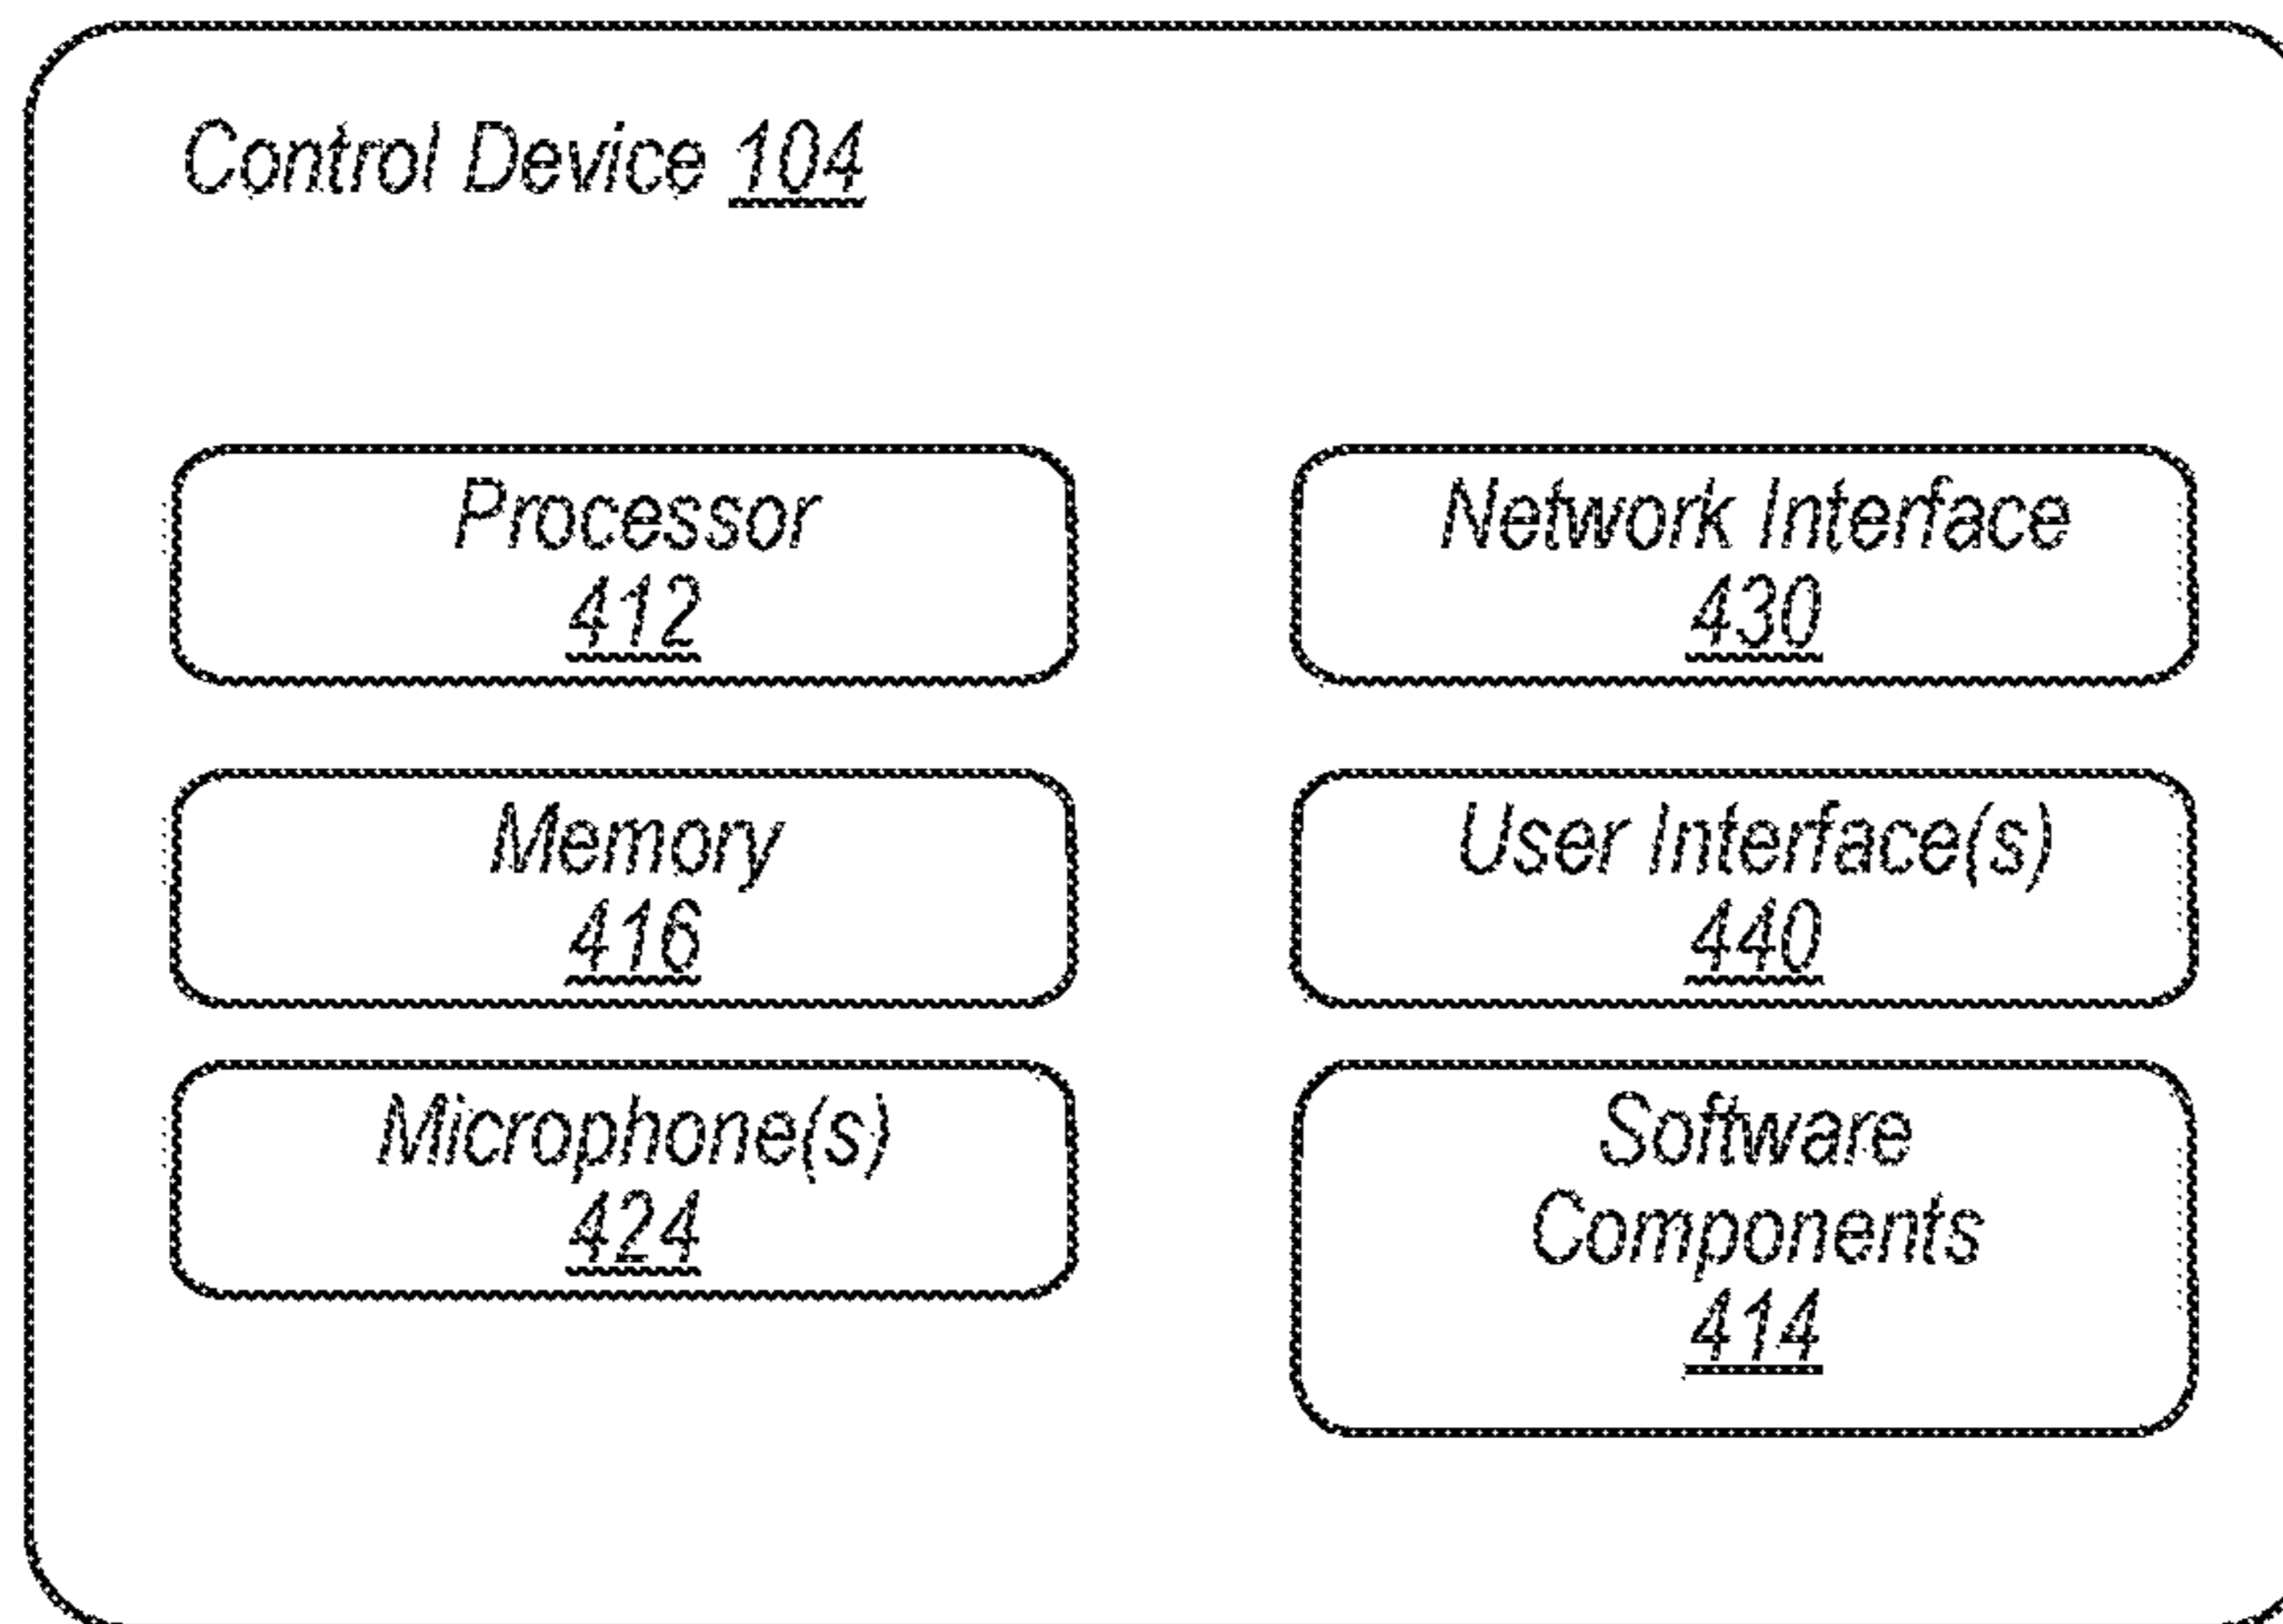 Control Device 104
Processor
412
Network Interface
430
Memory
416
User Interface(s)
440
Microphone(s)
424
Software
Components
414